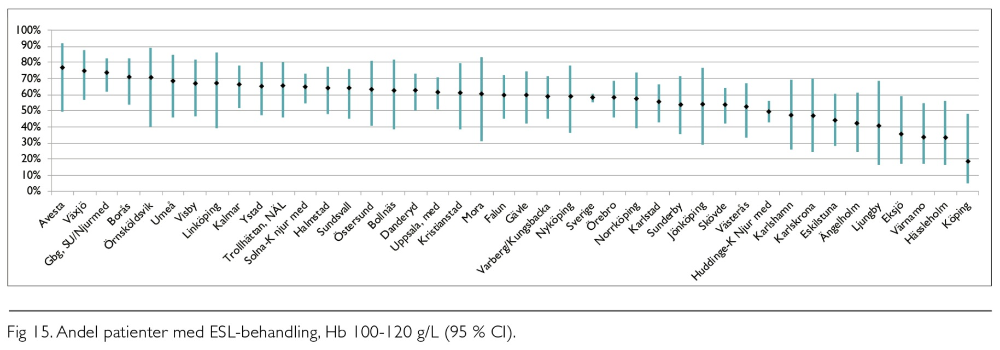 100%
90%
80%
70%
60%
50%
40%
30%
20%
10%
0%
Avesta
Växjö
Gbg, SU/Njurmed
Borås
Örnsköldsvik
Umeå
Visby
Linköping
Kalmar
Ystad
Trollhättan, NÄL
Solna-K njur med
Halmstad
Sundsvall
Östersund
Bollnäs
Danderyd
Uppsala, med
Kristianstad
Mora
Falun
Gävle
Varberg/Kungsbacka
Nyköping
Sverige
Örebro
Norrköping
Karlstad
Sunderby
Jönköping
Skövde
Västerås
Huddinge-K Njur med
Karlshamn
Karlskrona
Eskilstuna
Ängelholm
Ljungby
Eksjö
Värnamo
Hässleholm
Köping
Fig 15. Andel patienter med ESL-behandling, Hb 100-120 g/L (95 % CI).